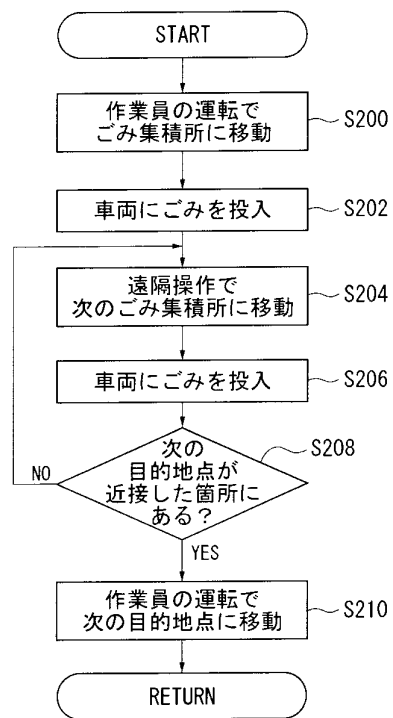 START
作業員の運転で
ごみ集積所に移動
S200
車両にごみを投入
S202
遠隔操作で
次のごみ集積所に移動
S204
車両にごみを投入
S206
次の
目的地点が
近接した箇所に
ある？
S208
NO
YES
作業員の運転で
次の目的地点に移動
S210
RETURN